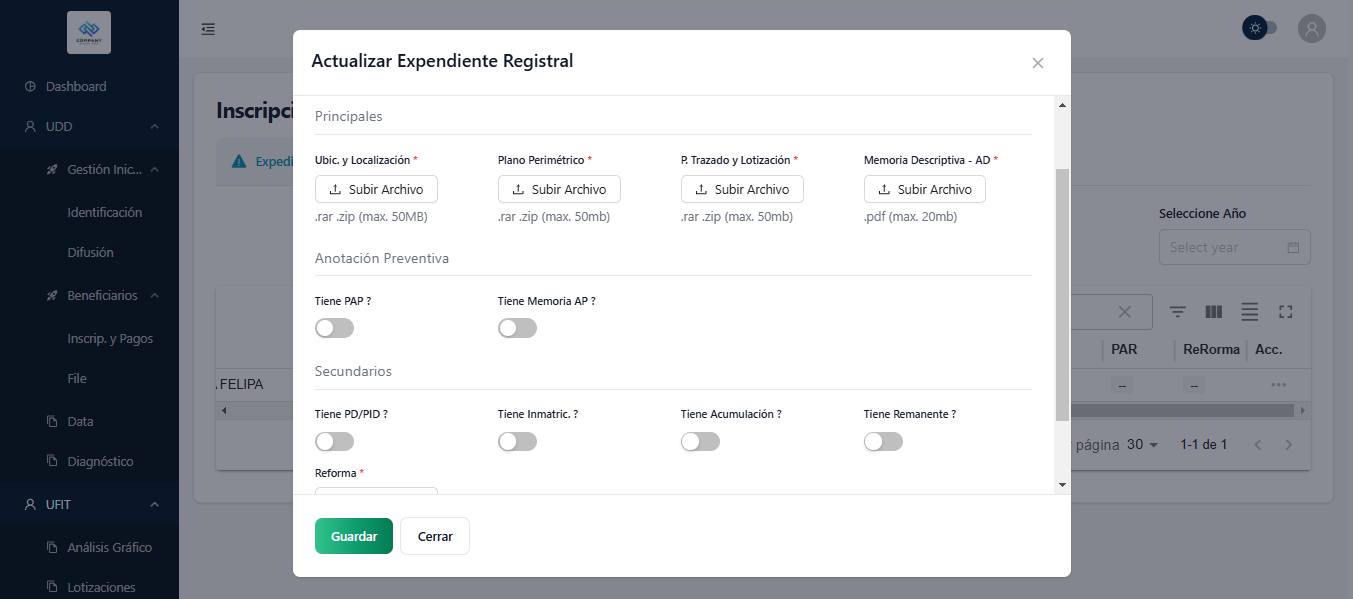 COMPANY
Dashboard
UDD
Gestión Inic...
Identificación
Difusión
Beneficiarios
Inscrip. y Pagos
File
Data
Diagnóstico
UFIT
Análisis Gráfico
Lotizaciones
Inscripci
Expedi
Seleccione Año
Select year
PAR
ReRorma
Acc.
FELIPA
--
--
página
30
1-1 de 1
Actualizar Expendiente Registral
Principales
Ubic. y Localización *
Plano Perimétrico *
P. Trazado y Lotización *
Memoria Descriptiva - AD *
Subir Archivo
Subir Archivo
Subir Archivo
Subir Archivo
.rar .zip (max. 50MB)
.rar .zip (max. 50mb)
.rar .zip (max. 50mb)
.pdf (max. 20mb)
Anotación Preventiva
Tiene PAP ?
Tiene Memoria AP ?
Secundarios
Tiene PD/PID ?
Tiene Inmatric. ?
Tiene Acumulación ?
Tiene Remanente ?
Reforma *
Guardar
Cerrar